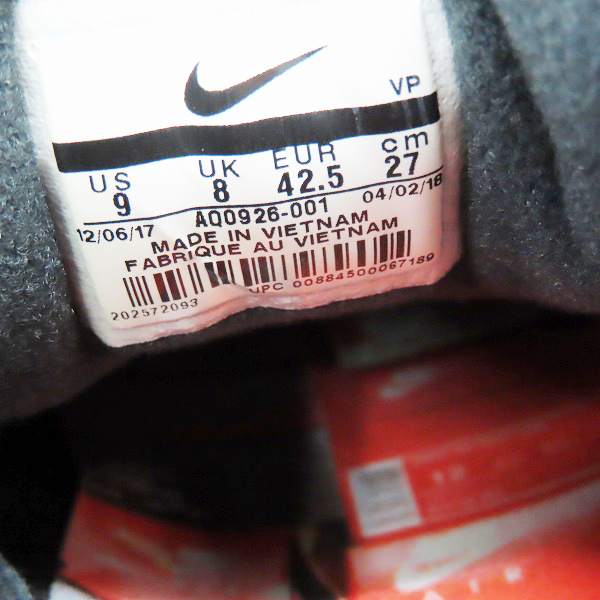 VP
US UK EUR cm
9 8 42.5 27
12/06/17 AQ0926-001 04/02/18
MADE IN VIETNAM
FABRIQUE AU VIETNAM
202572093 UPC 00884500067189
AIR